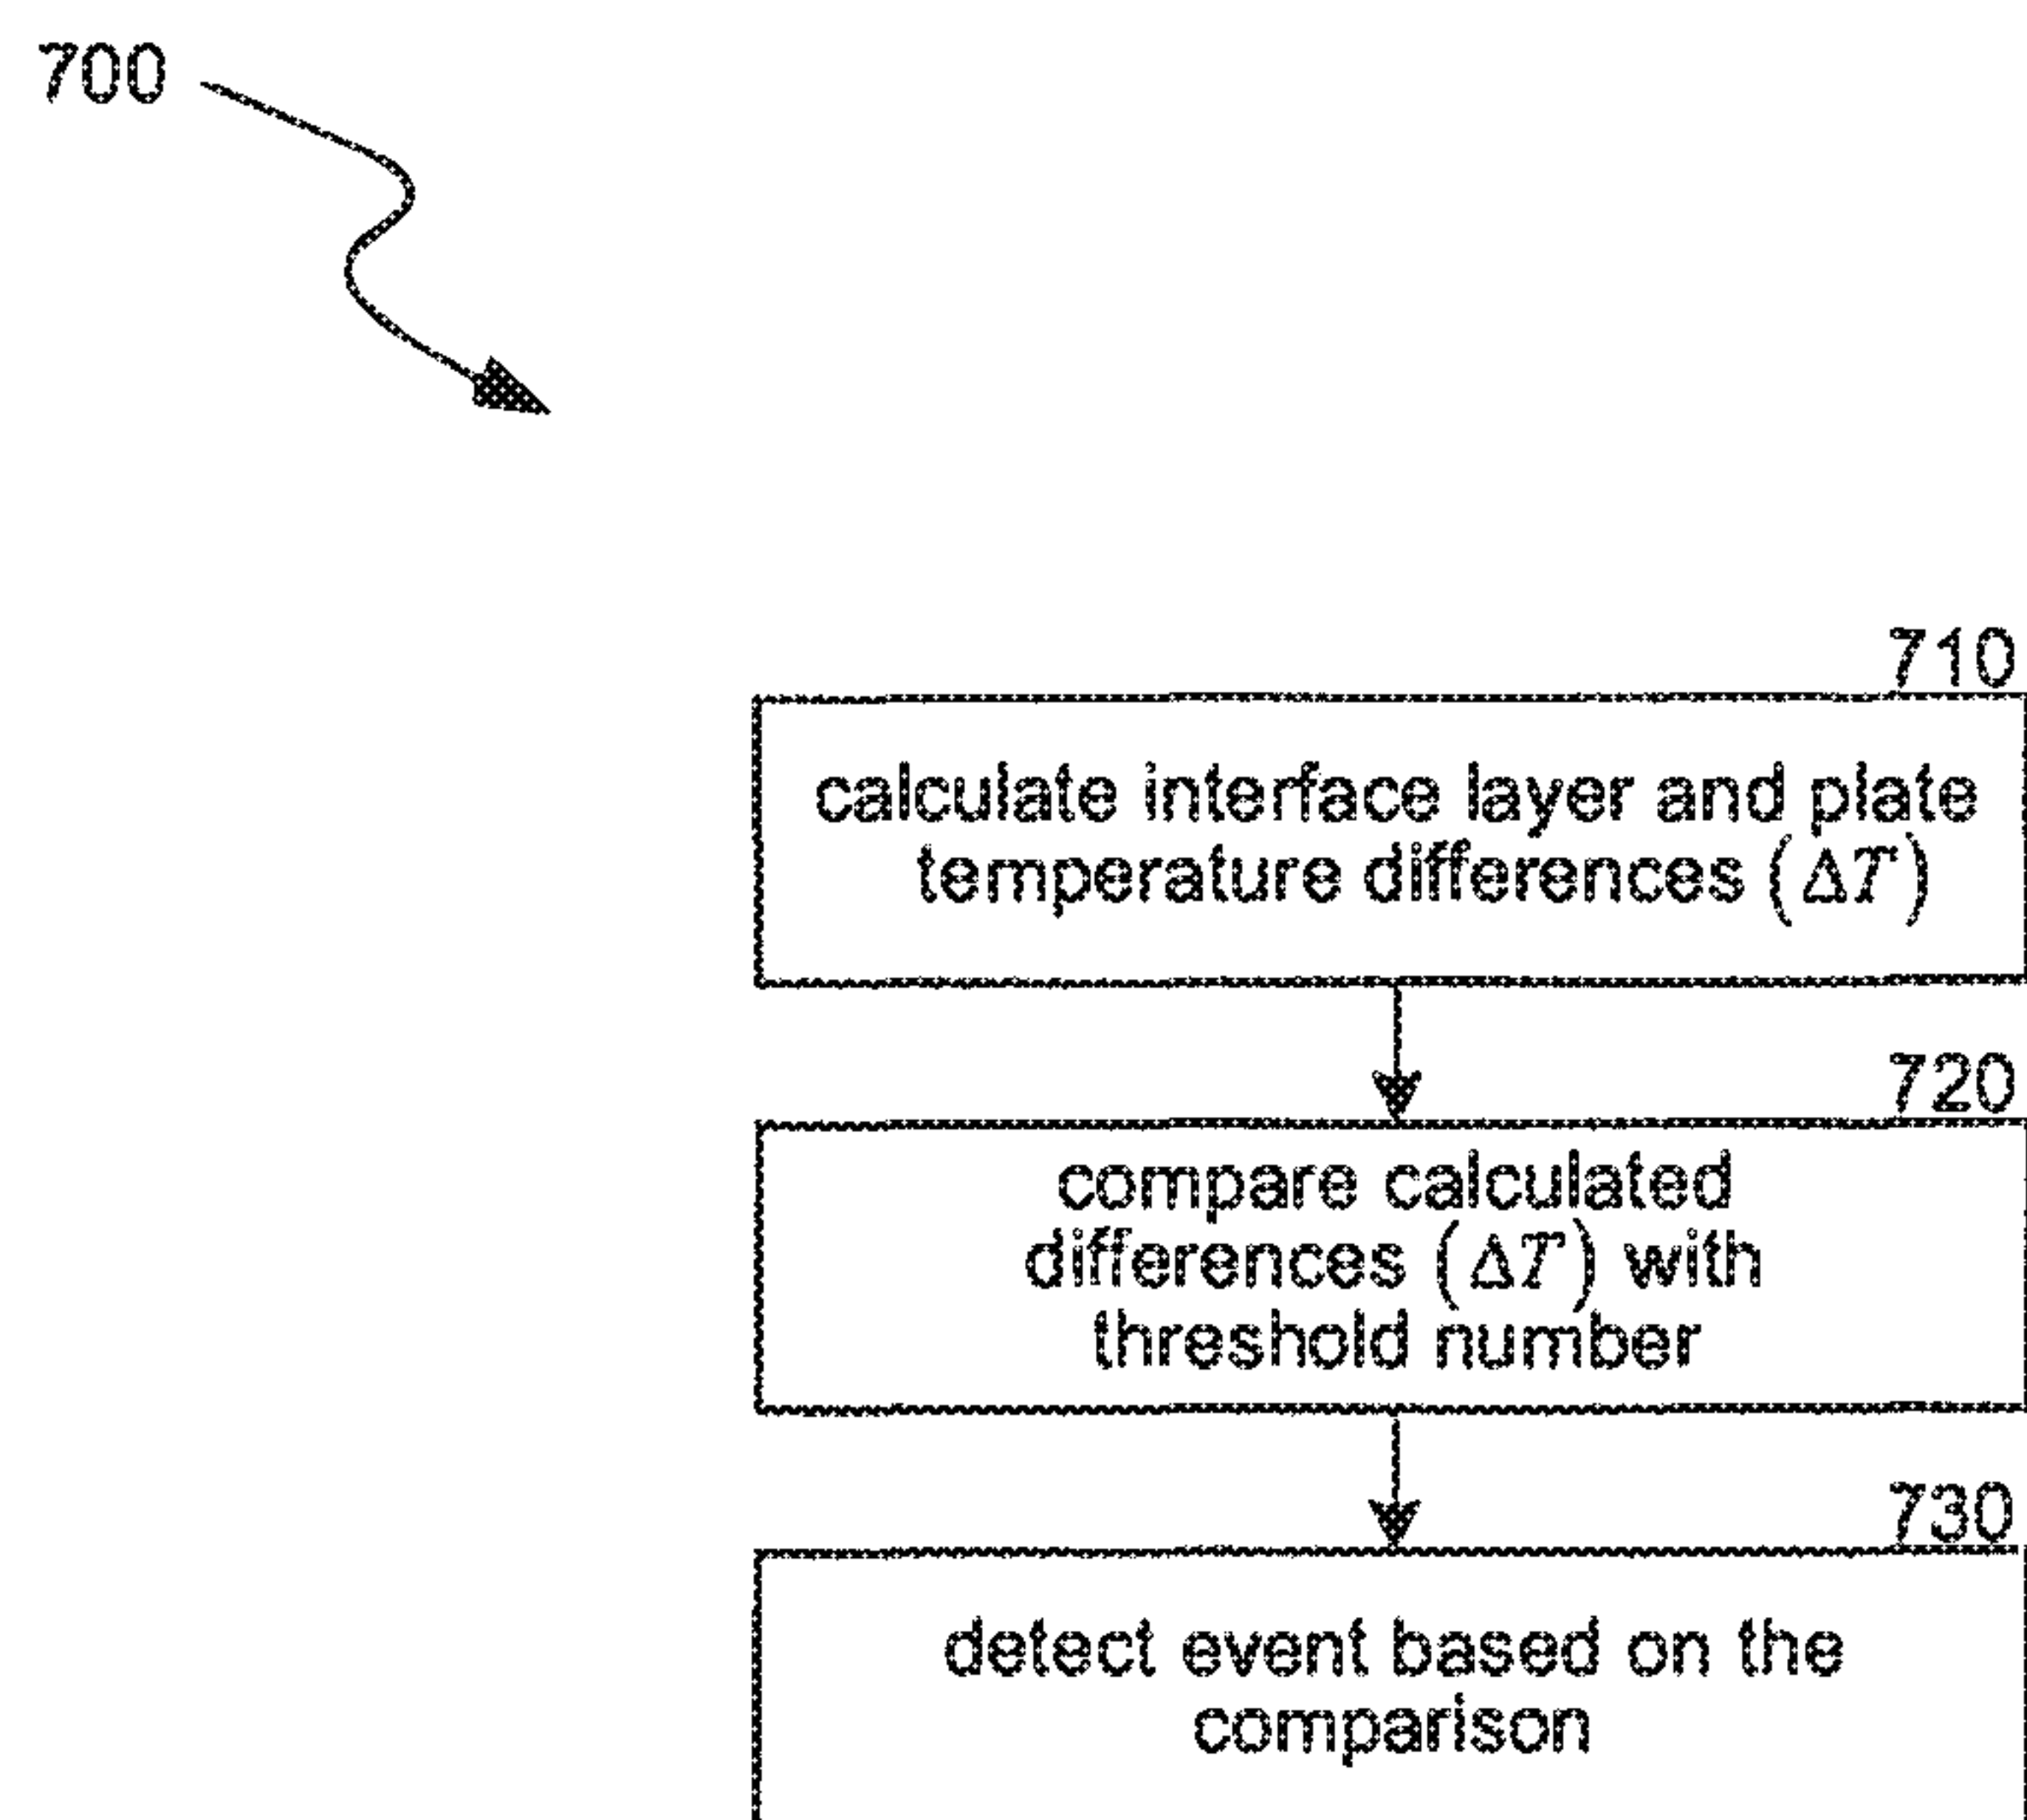 700
710
calculate interface layer and plate
temperature differences (ΔT)
720
compare calculated
differences (ΔT) with
threshold number
730
detect event based on the
comparison